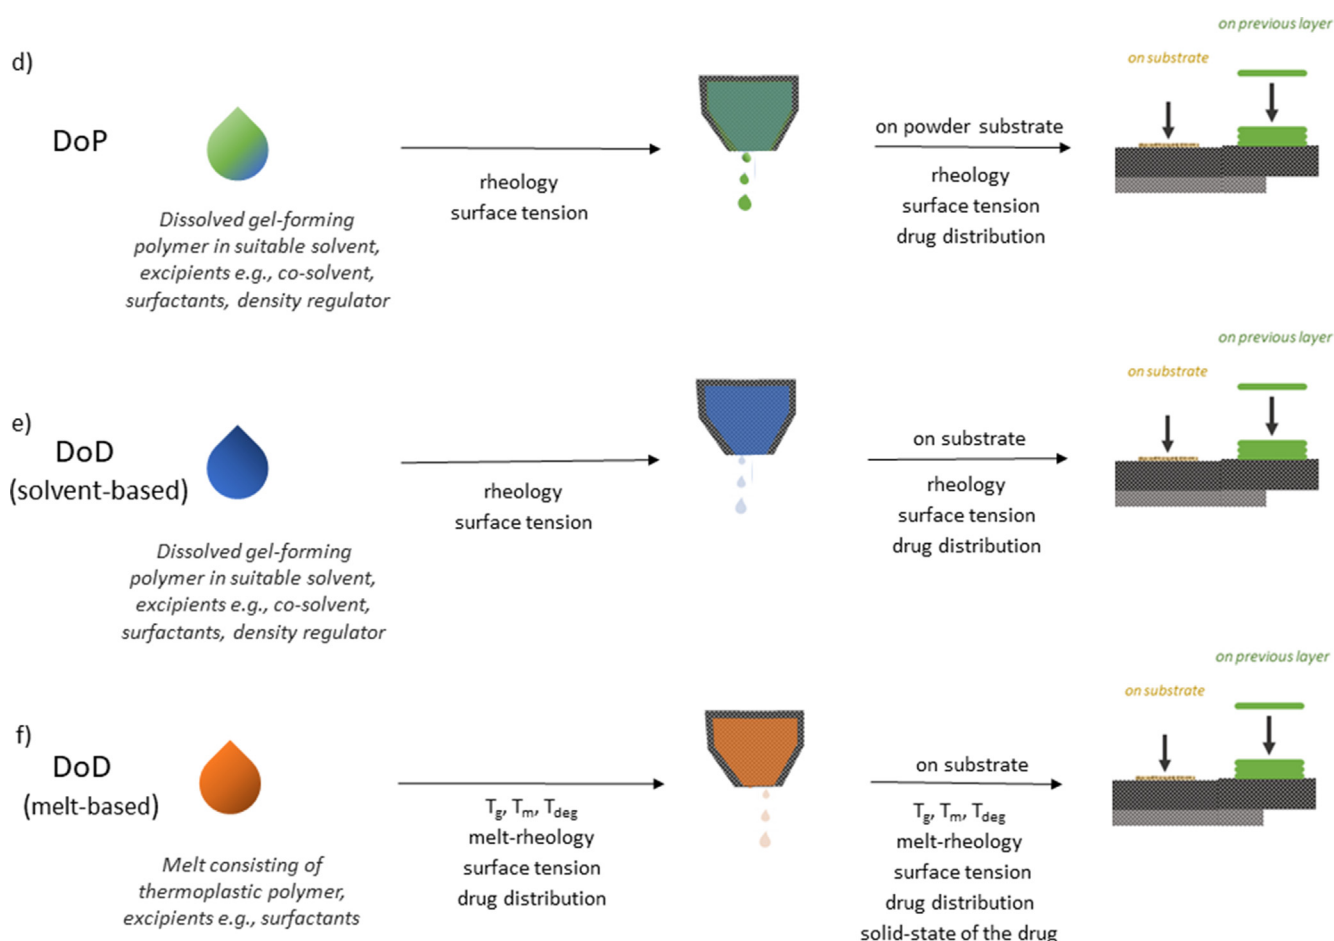 d)
DoP
Dissolved gel-forming
polymer in suitable solvent,
excipients e.g., co-solvent,
surfactants, density regulator
rheology
surface tension
on powder substrate
rheology
surface tension
drug distribution
on substrate
on previous layer
e)
DoD
(solvent-based)
Dissolved gel-forming
polymer in suitable solvent,
excipients e.g., co-solvent,
surfactants, density regulator
rheology
surface tension
on substrate
rheology
surface tension
drug distribution
on substrate
on previous layer
f)
DoD
(melt-based)
Melt consisting of
thermoplastic polymer,
excipients e.g., surfactants
Tg, Tm, Tdeg
melt-rheology
surface tension
drug distribution
on substrate
Tg, Tm, Tdeg
melt-rheology
surface tension
drug distribution
solid-state of the drug
on substrate
on previous layer